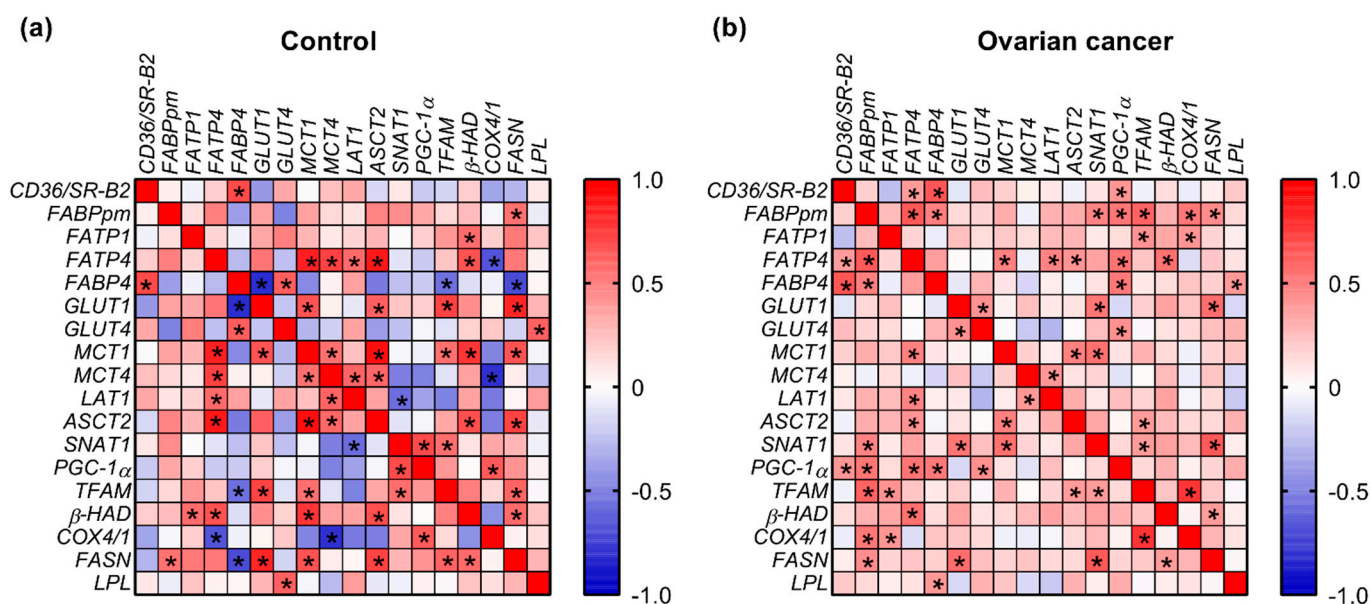 (a)
Control
CD36/SR-B2
FABPpm
FATP1
FATP4
FABP4
GLUT1
GLUT4
MCT1
MCT4
LAT1
ASCT2
SNAT1
PGC-1α
TFAM
β-HAD
COX4/1
FASN
LPL
CD36/SR-B2
FABPpm
FATP1
FATP4
FABP4
GLUT1
GLUT4
MCT1
MCT4
LAT1
ASCT2
SNAT1
PGC-1α
TFAM
β-HAD
COX4/1
FASN
LPL
1.0
0.5
0
-0.5
-1.0
(b)
Ovarian cancer
CD36/SR-B2
FABPpm
FATP1
FATP4
FABP4
GLUT1
GLUT4
MCT1
MCT4
LAT1
ASCT2
SNAT1
PGC-1α
TFAM
β-HAD
COX4/1
FASN
LPL
CD36/SR-B2
FABPpm
FATP1
FATP4
FABP4
GLUT1
GLUT4
MCT1
MCT4
LAT1
ASCT2
SNAT1
PGC-1α
TFAM
β-HAD
COX4/1
FASN
LPL
1.0
0.5
0
-0.5
-1.0